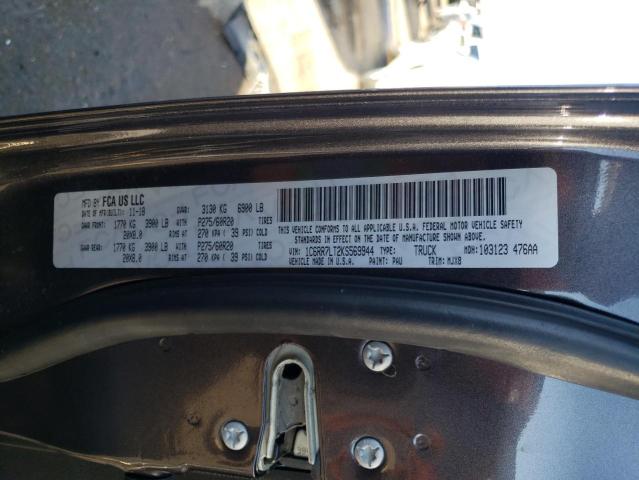 MFD BY FCA US LLC
DATE OF MFR(BUILT): 11-18 GVWR: 3130 KG 6900 LB
GAWR FRONT: 1770 KG 3900 LB WITH P275/60R20 TIRES
20X8.0 RIMS AT 270 KPA ( 39 PSI) COLD
GAWR REAR: 1770 KG 3900 LB WITH P275/60R20 TIRES
20X8.0 RIMS AT 270 KPA ( 39 PSI) COLD
THIS VEHICLE CONFORMS TO ALL APPLICABLE U.S.A. FEDERAL MOTOR VEHICLE SAFETY
STANDARDS IN EFFECT ON THE DATE OF MANUFACTURE SHOWN ABOVE.
VIN: 1C6RR7LT2KS569944 TYPE: TRUCK MDH: 103123 476AA
VEHICLE MADE IN U.S.A. PAINT: PAU TRIM: MJX8